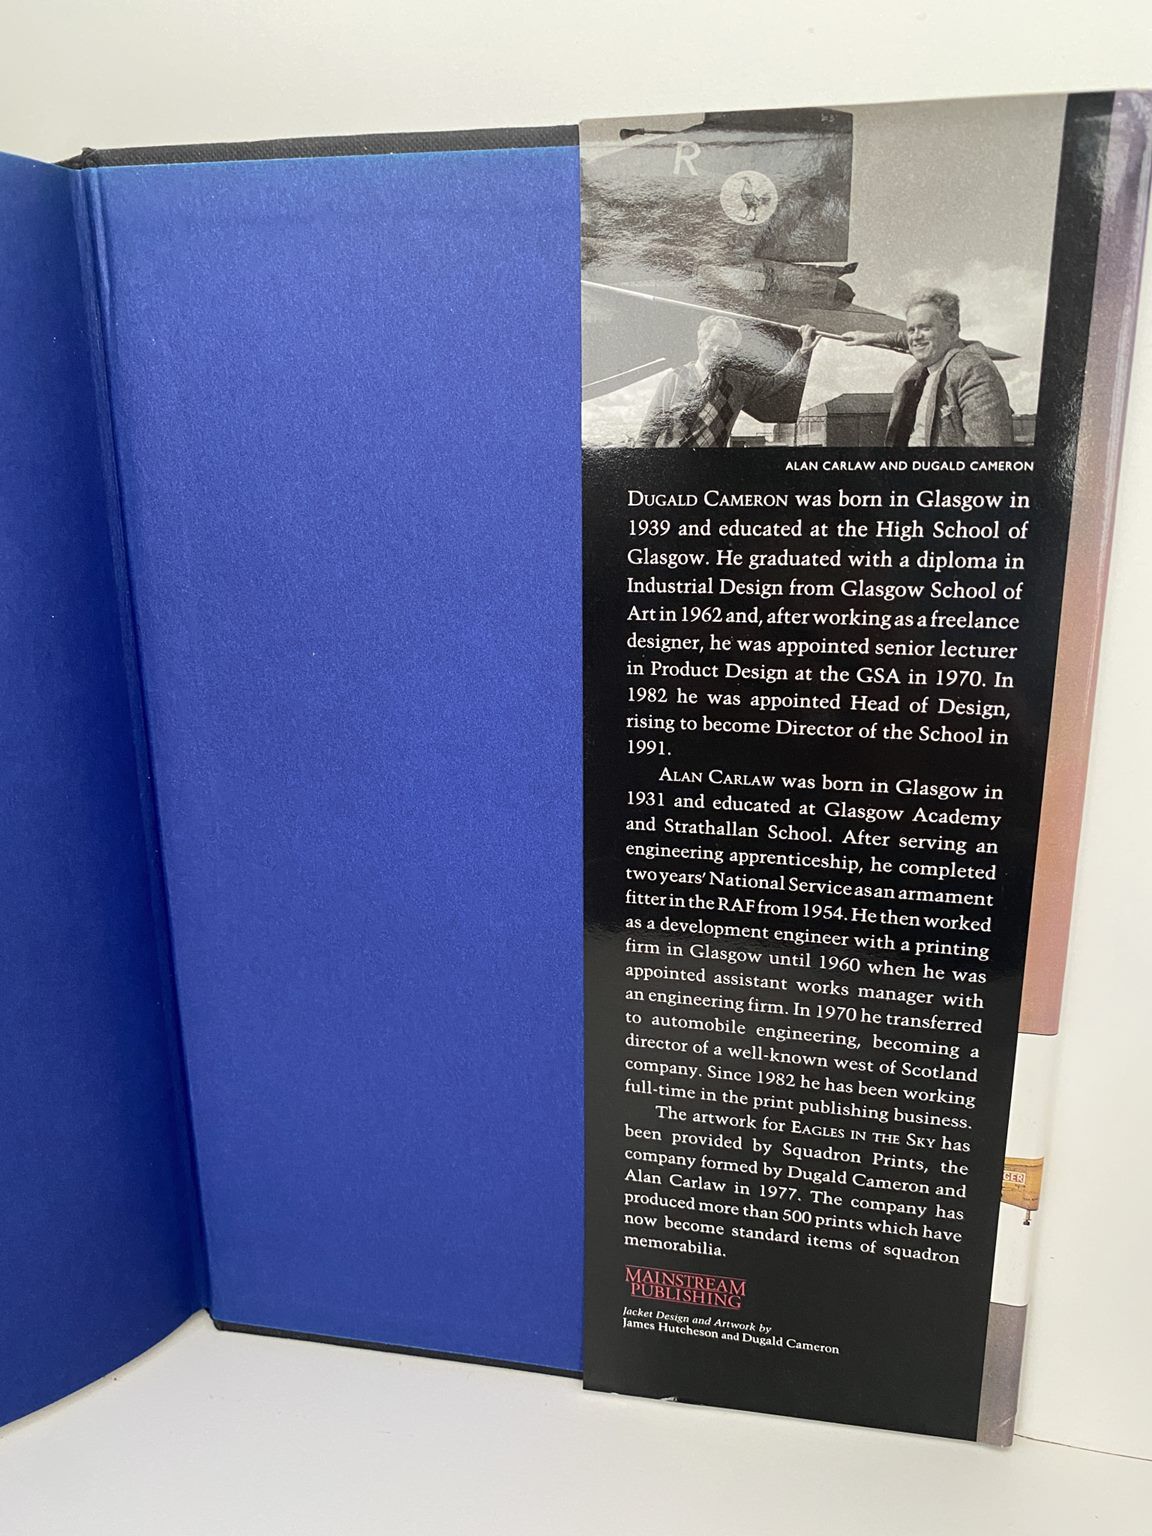 R
ALAN CARLAW AND DUGALD CAMERON
DUGALD CAMERON was born in Glasgow in
1939 and educated at the High School of
Glasgow. He graduated with a diploma in
Industrial Design from Glasgow School of
Art in 1962 and, after working as a freelance
designer, he was appointed senior lecturer
in Product Design at the GSA in 1970. In
1982 he was appointed Head of Design,
rising to become Director of the School in
1991.
ALAN CARLAW was born in Glasgow in
1931 and educated at Glasgow Academy
and Strathallan School. After serving an
engineering apprenticeship, he completed
two years' National Service as an armament
fitter in the RAF from 1954. He then worked
as a development engineer with a printing
firm in Glasgow until 1960 when he was
appointed assistant works manager with
an engineering firm. In 1970 he transferred
to automobile engineering, becoming a
director of a well-known west of Scotland
company. Since 1982 he has been working
full-time in the print publishing business.
The artwork for EAGLES IN THE SKY has
been provided by Squadron Prints, the
company formed by Dugald Cameron and
Alan Carlaw in 1977. The company has
produced more than 500 prints which have
now become standard items of squadron
memorabilia.
MAINSTREAM
PUBLISHING
Jacket Design and Artwork by
James Hutcheson and Dugald Cameron
GER